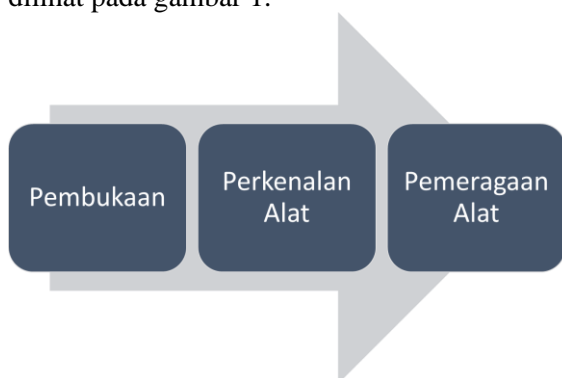 dilihat pada gambar 1.
Pembukaan
Perkenalan
Alat
Pemeragaan
Alat